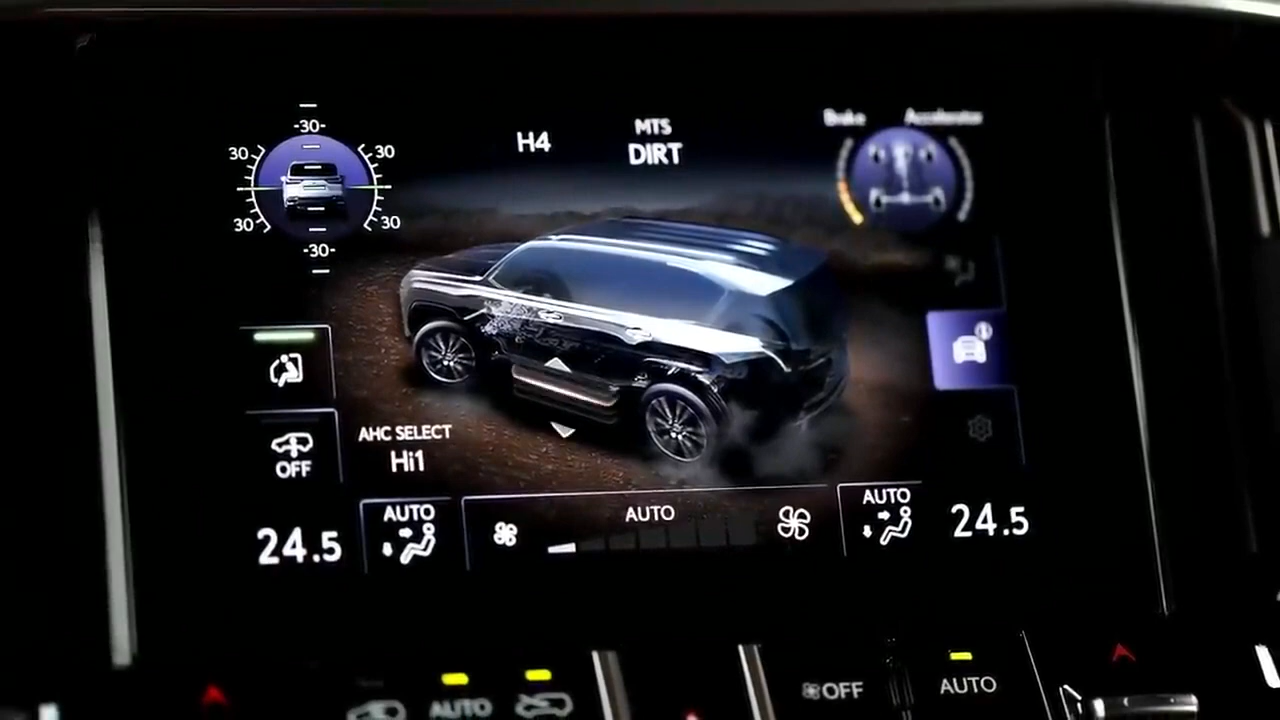 -30-
30
30
30
30
-30-
H4
MTS
DIRT
Brake
Accelerator
AHC SELECT
Hi1
OFF
24.5
AUTO
AUTO
AUTO
24.5
AUTO
OFF
AUTO